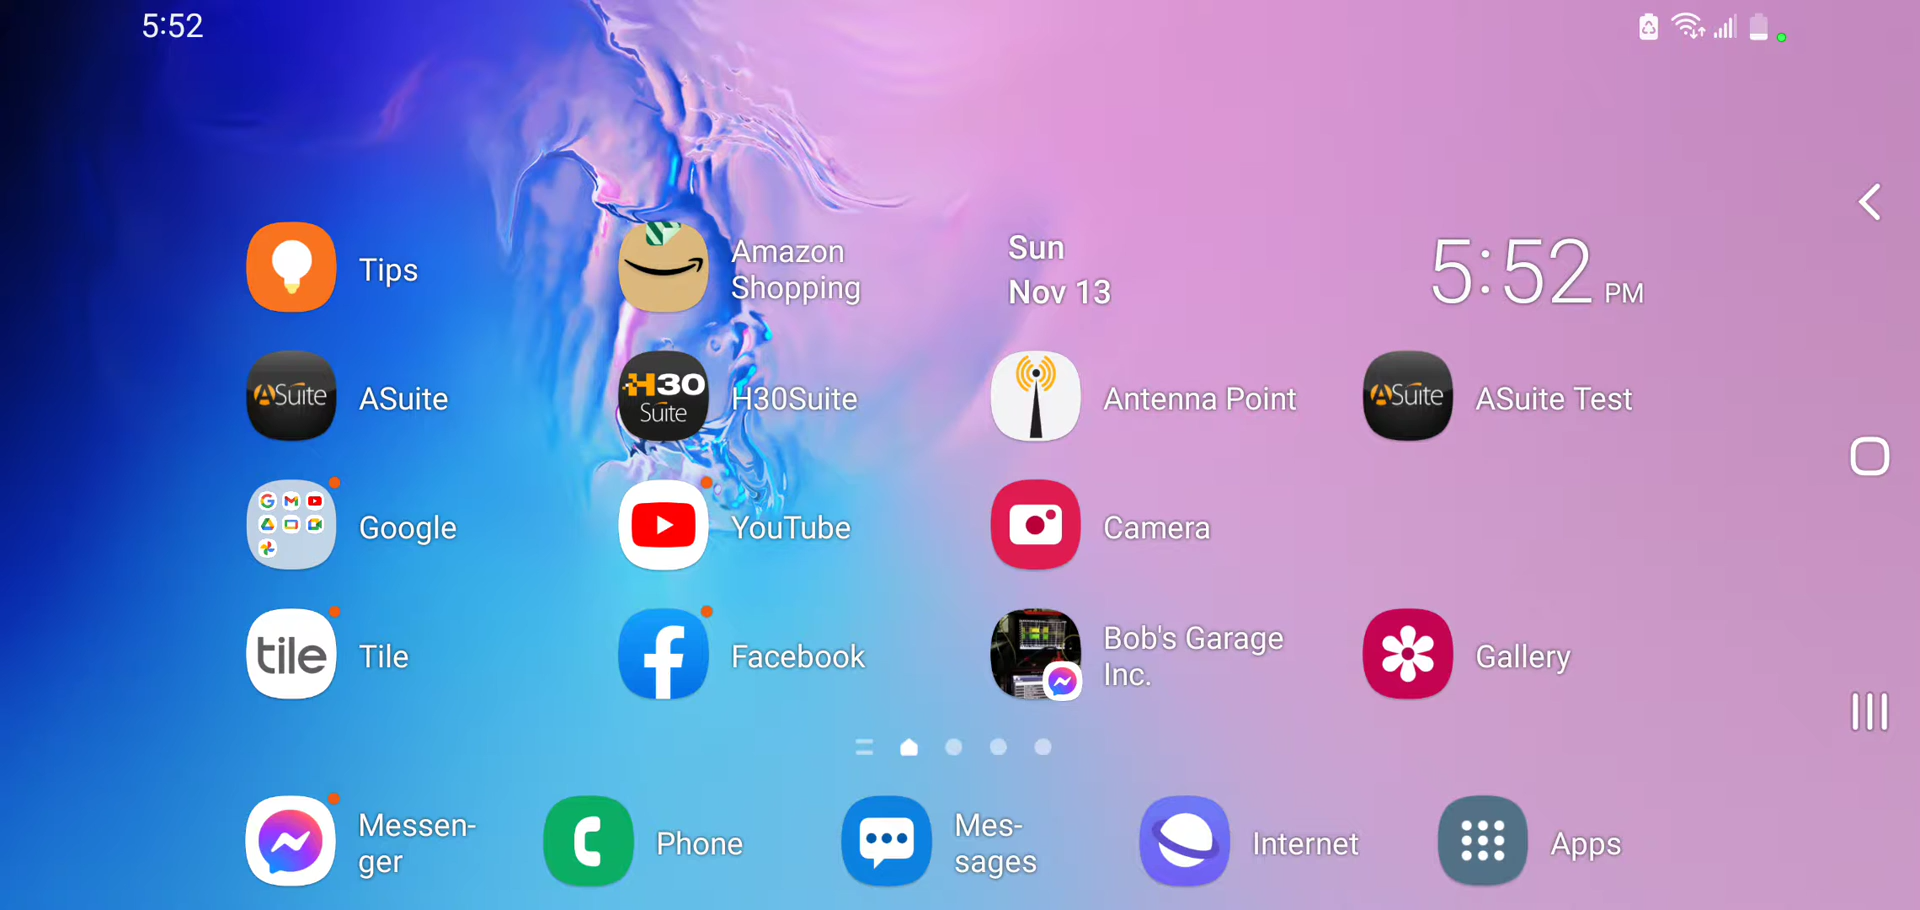 5:52
Tips
Amazon
Shopping
Sun
Nov 13
5:52 PM
ASuite
ASuite
H30
Suite
H30Suite
Antenna Point
ASuite
ASuite Test
Google
YouTube
Camera
tile
Tile
Facebook
Bob's Garage
Inc.
Gallery
Messen-
ger
Phone
Mes-
sages
Internet
Apps